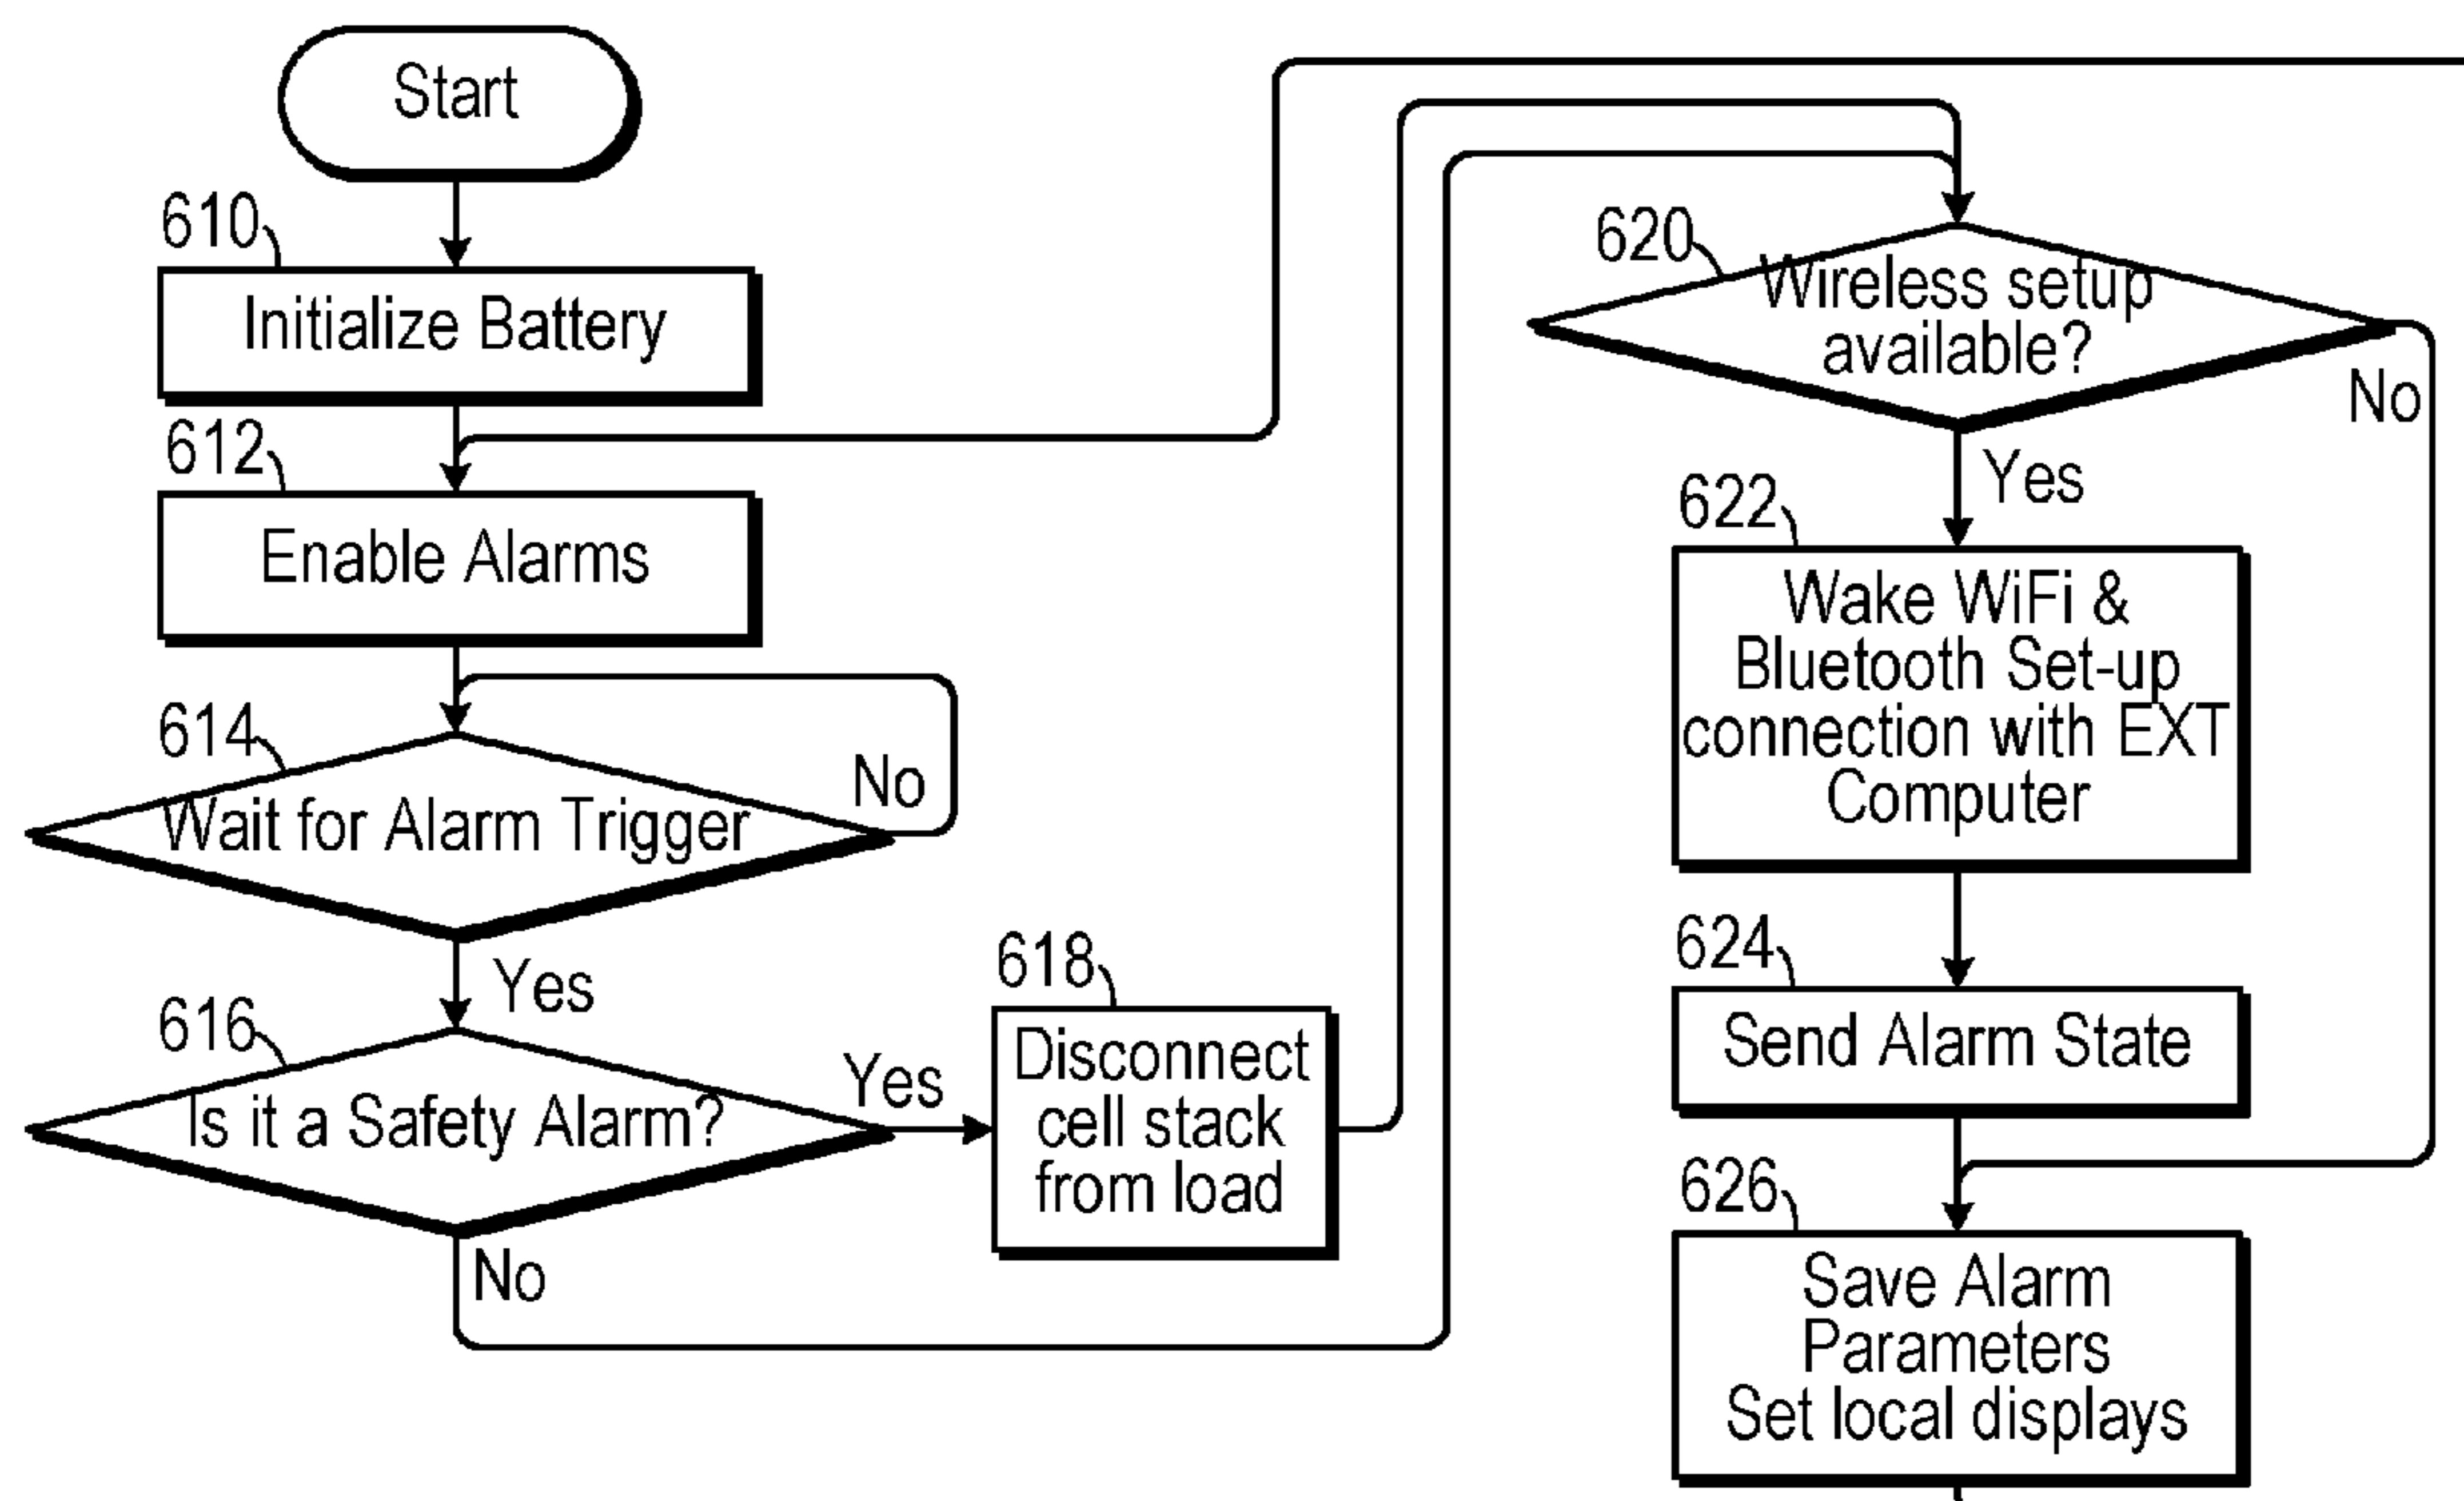 Start
610
Initialize Battery
612
Enable Alarms
614
Wait for Alarm Trigger
No
Yes
616
Is it a Safety Alarm?
Yes
No
618
Disconnect
cell stack
from load
620
Wireless setup
available?
No
Yes
622
Wake WiFi &
Bluetooth Set-up
connection with EXT
Computer
624
Send Alarm State
626
Save Alarm
Parameters
Set local displays